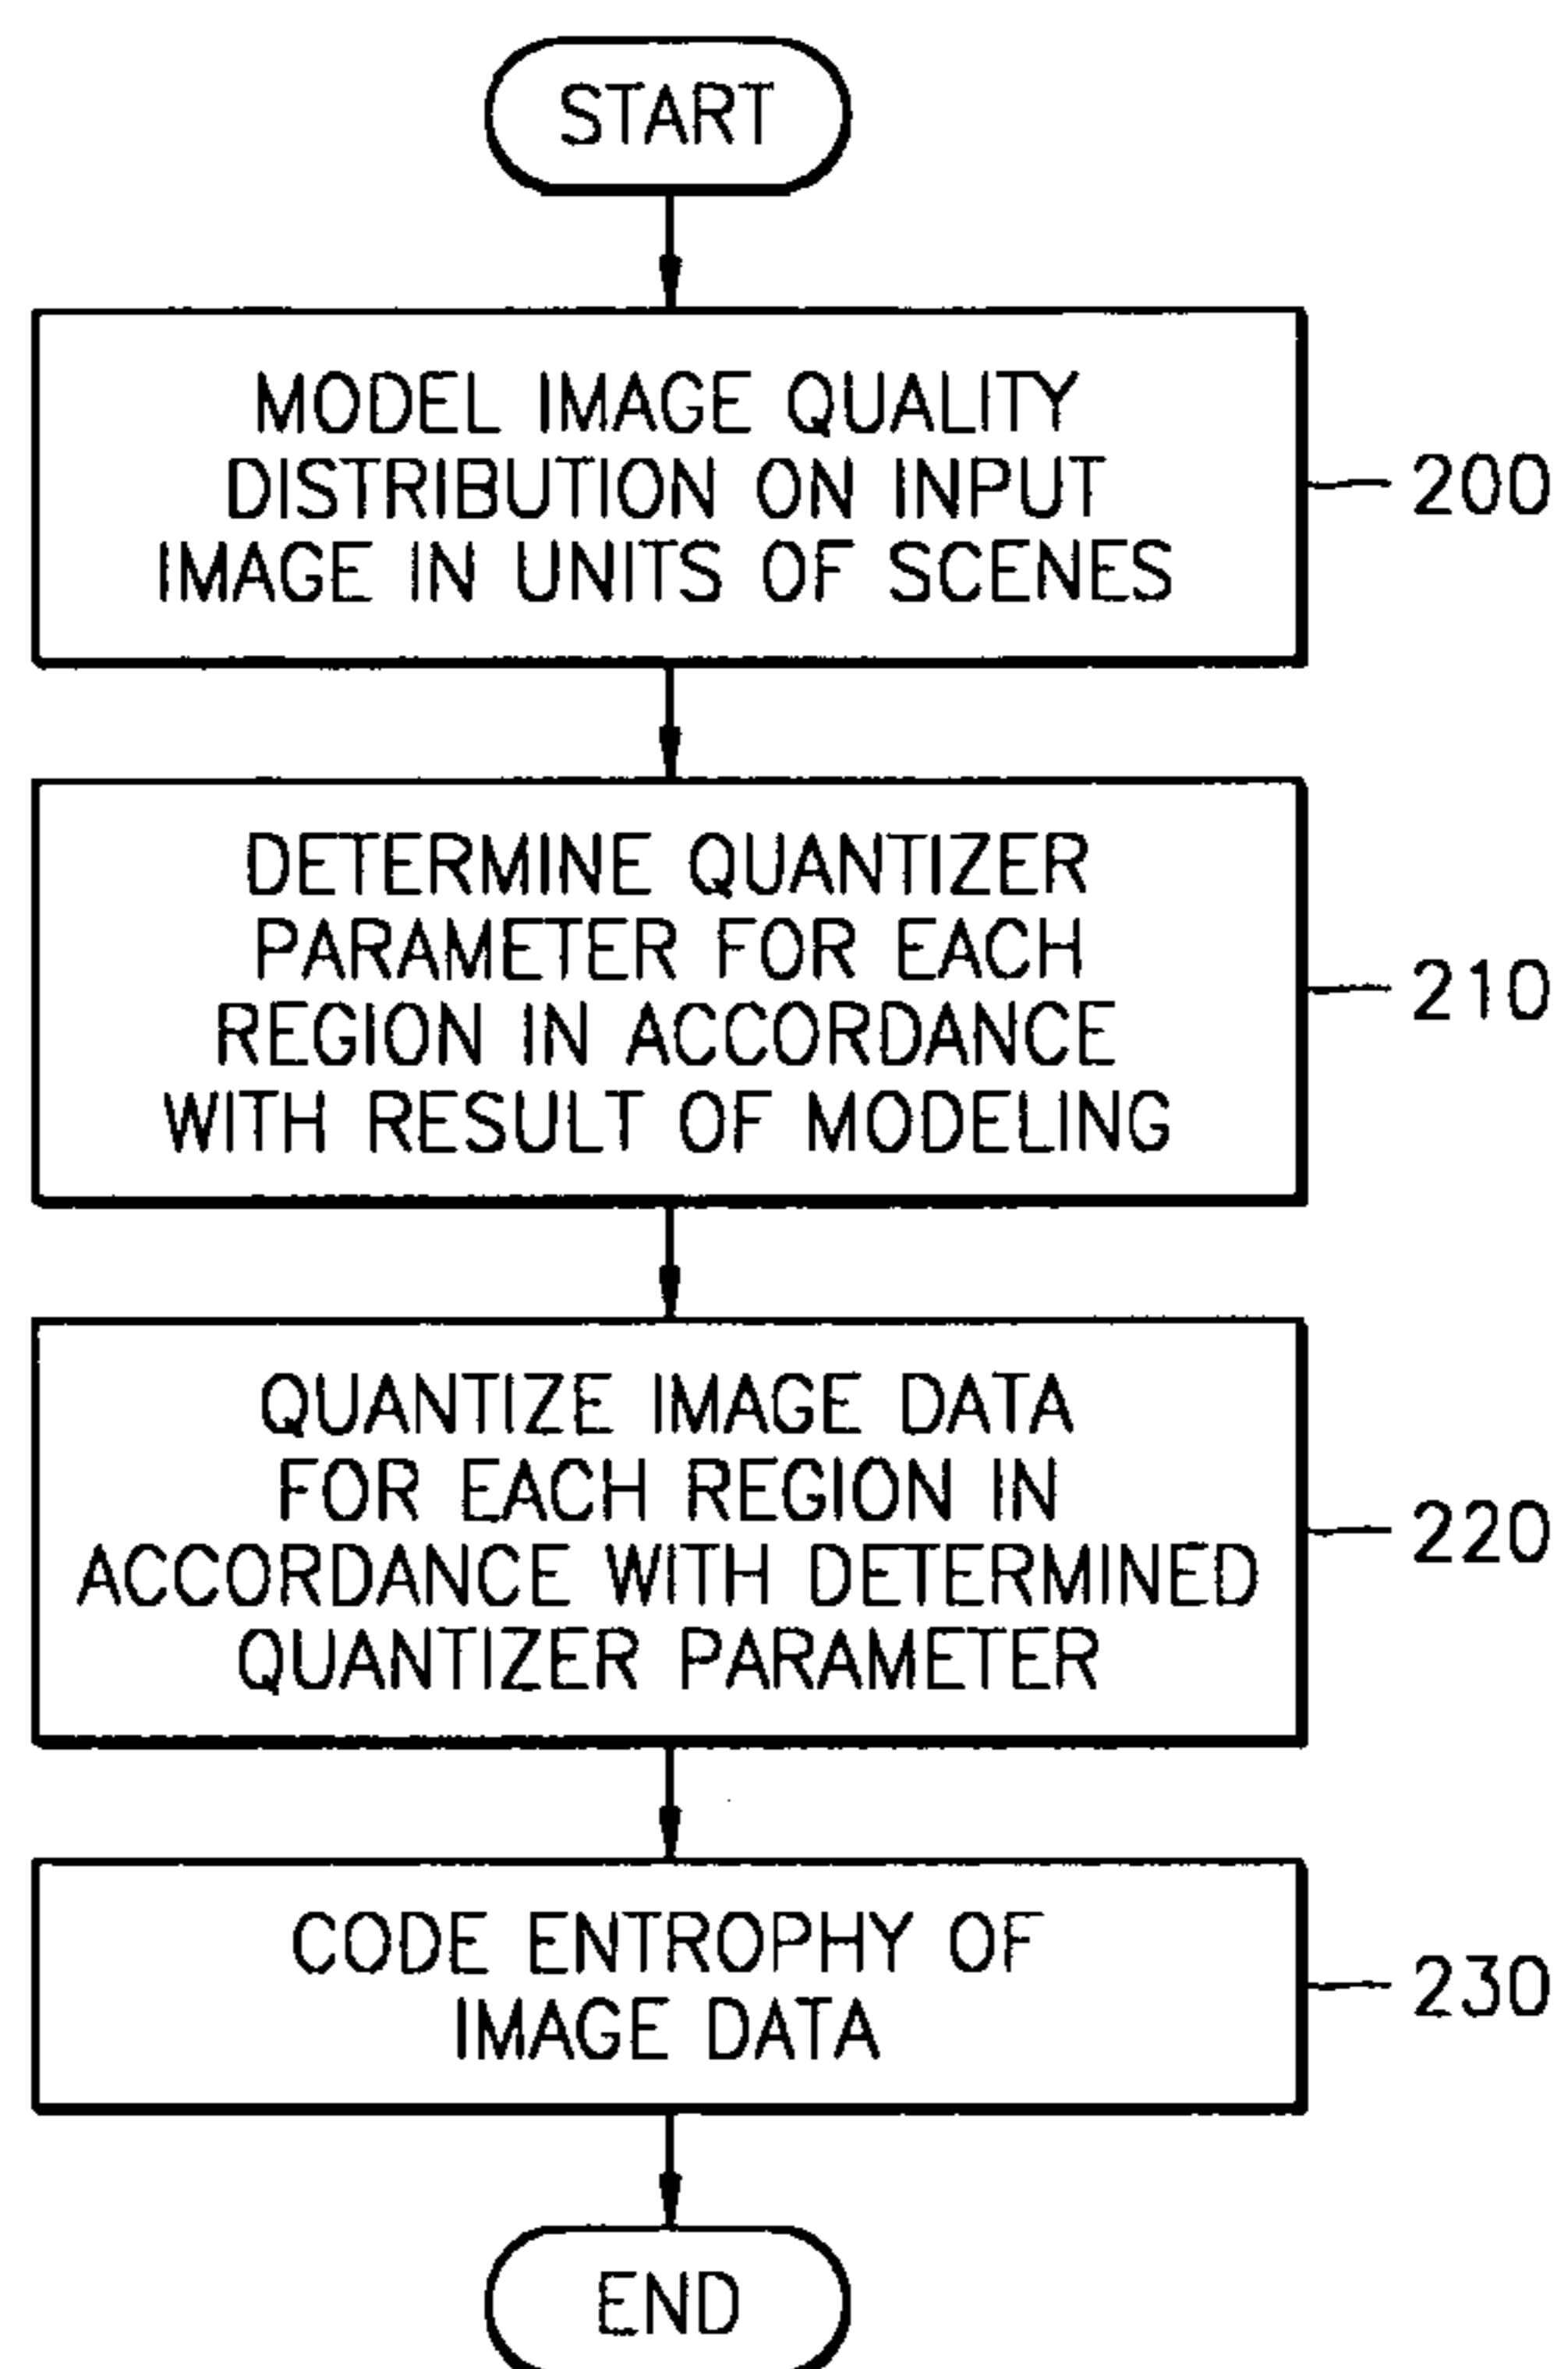 START
MODEL IMAGE QUALITY
DISTRIBUTION ON INPUT
IMAGE IN UNITS OF SCENES
200
DETERMINE QUANTIZER
PARAMETER FOR EACH
REGION IN ACCORDANCE
WITH RESULT OF MODELING
210
QUANTIZE IMAGE DATA
FOR EACH REGION IN
ACCORDANCE WITH DETERMINED
QUANTIZER PARAMETER
220
CODE ENTROPHY OF
IMAGE DATA
230
END